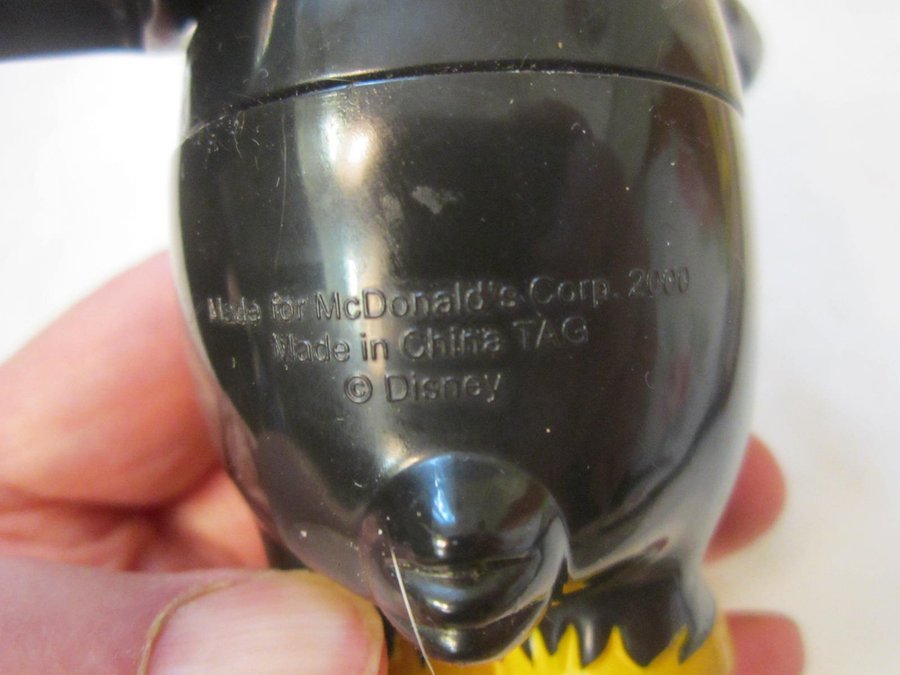 Made for McDonald's Corp. 2000
Made in China TAG
© Disney